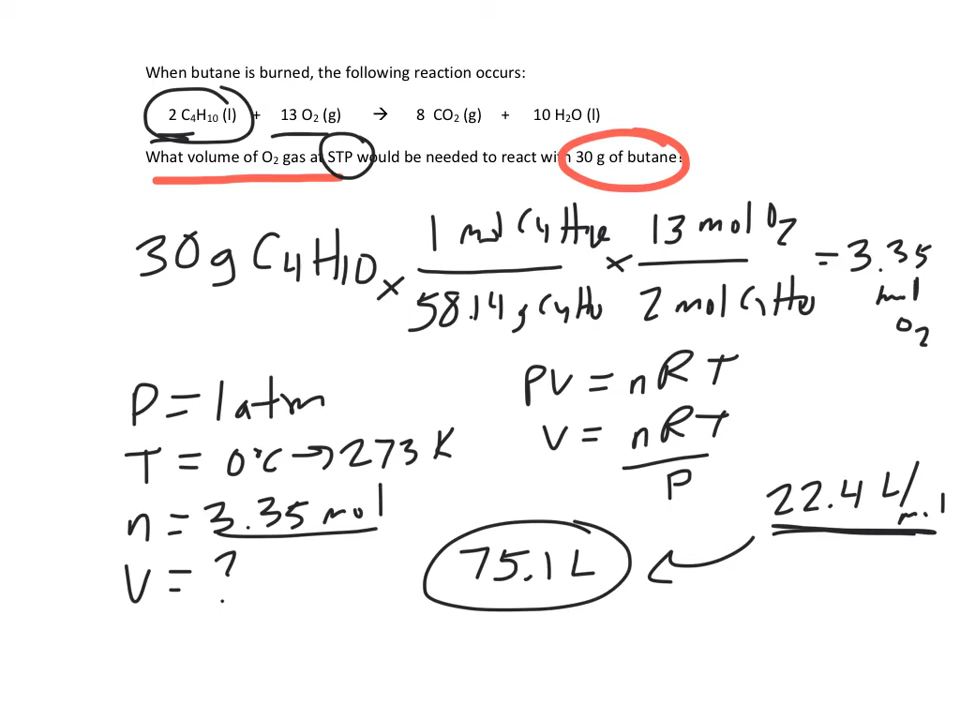 When butane is burned, the following reaction occurs:
2 C₄H₁₀ (l) + 13 O₂ (g) → 8 CO₂ (g) + 10 H₂O (l)
What volume of O₂ gas at STP would be needed to react with 30 g of butane?
30g C₄H₁₀ × 1 mol C₄H₁₀ / 58.14 g C₄H₁₀ × 13 mol O₂ / 2 mol C₄H₁₀ = 3.35 mol O₂
P = 1 atm
T = 0°C → 273 K
n = 3.35 mol
V = ?
PV = nRT
V = nRT / P
22.4 L/mol
75.1 L